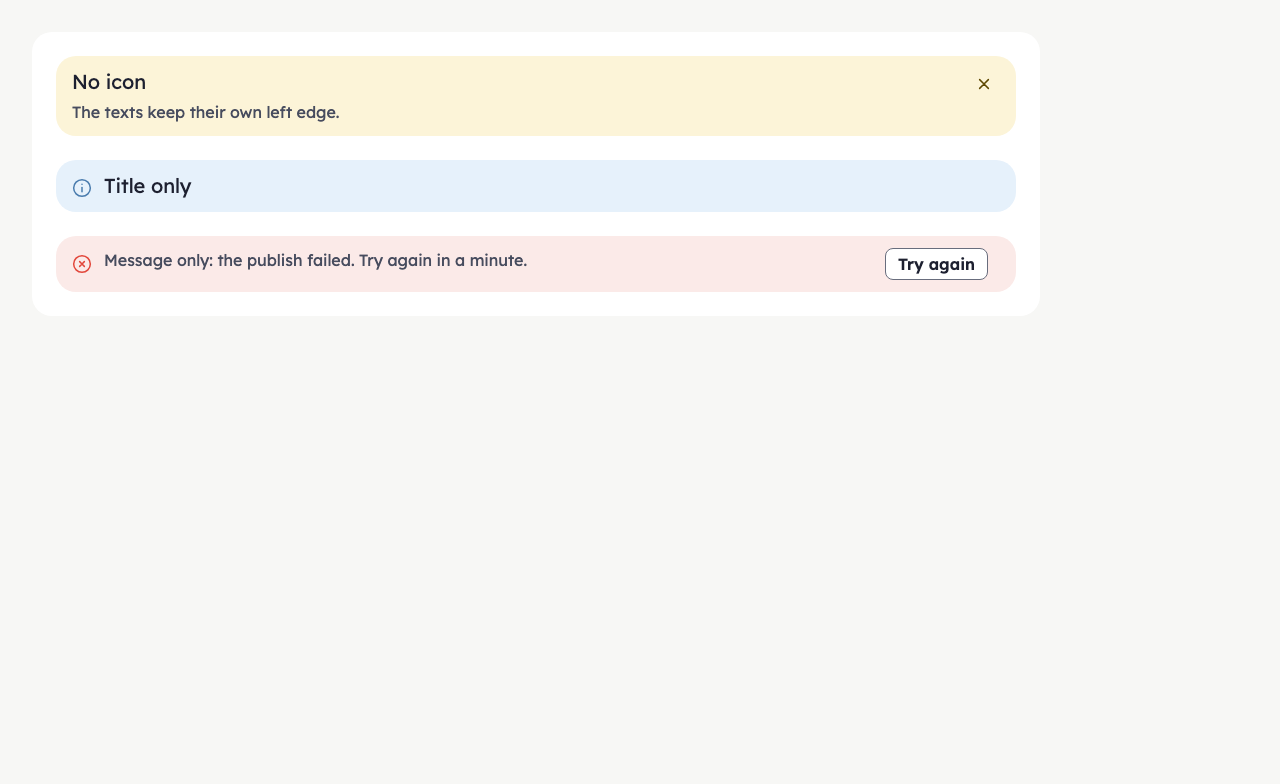 No icon
The texts keep their own left edge.
Title only
Message only: the publish failed. Try again in a minute.
Try again